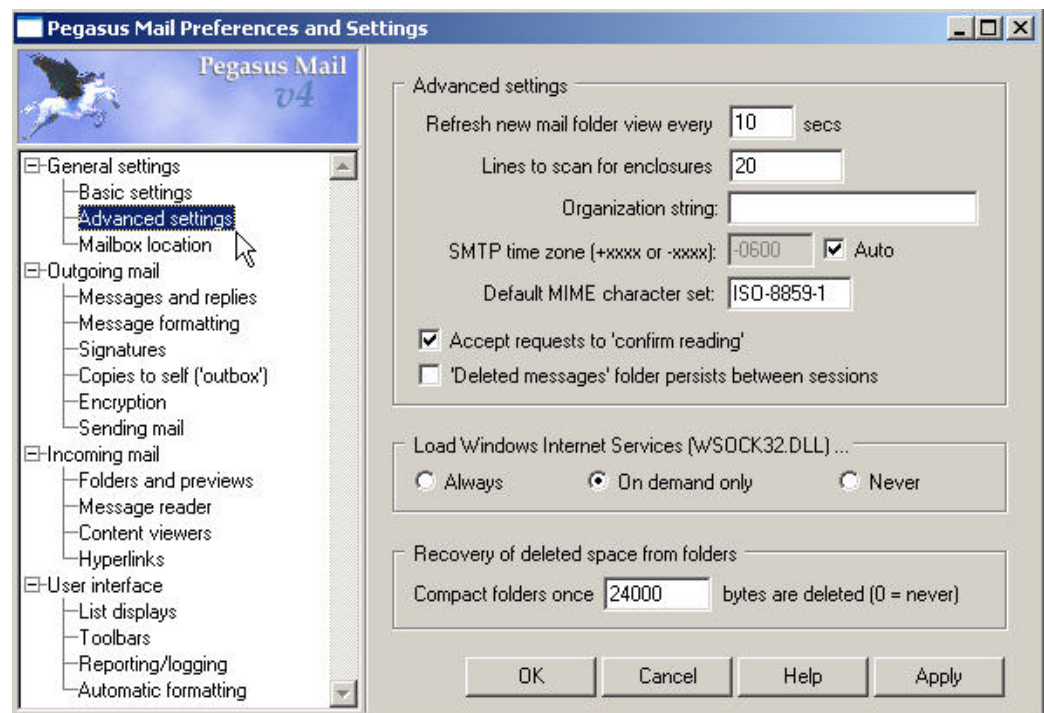 Pegasus Mail Preferences and Settings
Pegasus Mail
v4
General settings
Basic settings
Advanced settings
Mailbox location
Outgoing mail
Messages and replies
Message formatting
Signatures
Copies to self ('outbox')
Encryption
Sending mail
Incoming mail
Folders and previews
Message reader
Content viewers
Hyperlinks
User interface
List displays
Toolbars
Reporting/logging
Automatic formatting
Advanced settings
Refresh new mail folder view every 10 secs
Lines to scan for enclosures 20
Organization string:
SMTP time zone (+xxxx or -xxxx): -0600 Auto
Default MIME character set: ISO-8859-1
Accept requests to 'confirm reading'
'Deleted messages' folder persists between sessions
Load Windows Internet Services (WSOCK32.DLL) ...
Always On demand only Never
Recovery of deleted space from folders
Compact folders once 24000 bytes are deleted (0 = never)
OK Cancel Help Apply